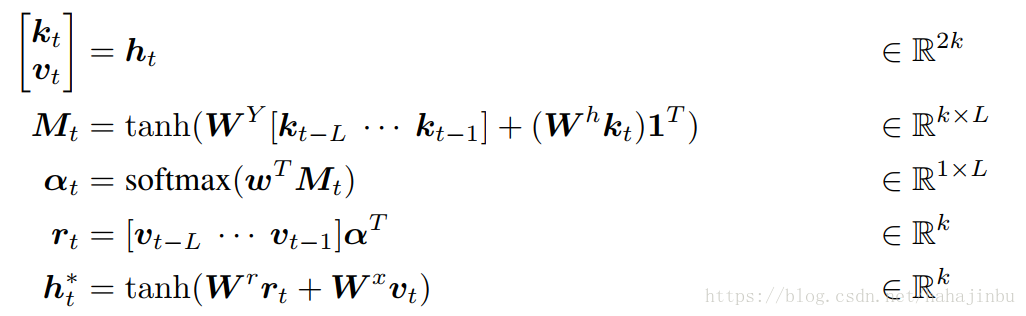 [k_t v_t] = h_t ∈ ℝ^{2k}
M_t = tanh(W^Y[k_{t−L} ⋯ k_{t−1}] + (W^h k_t)1^T) ∈ ℝ^{k×L}
α_t = softmax(w^T M_t) ∈ ℝ^{1×L}
r_t = [v_{t−L} ⋯ v_{t−1}]α^T ∈ ℝ^k
h_t^* = tanh(W^r r_t + W^x v_t) ∈ ℝ^k
https://blog.csdn.net/hahajinbu